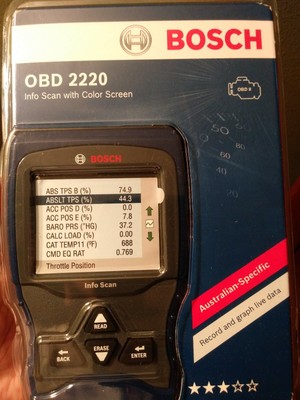 BOSCH
OBD 2220
Info Scan with Color Screen
OBD II
BOSCH
ABS TPS B (%) 74.9
ABSLT TPS (%) 44.3
ACC POS D (%) 0.0
ACC POS E (%) 7.8
BARO PRS ("HG) 37.2
CALC LOAD (%) 0.00
CAT TEMP11 (ºF) 688
CMD EQ RAT 0.769
Throttle Position
Info Scan
READ
BACK
ERASE
ENTER
Australian-Specific
Record and graph live data